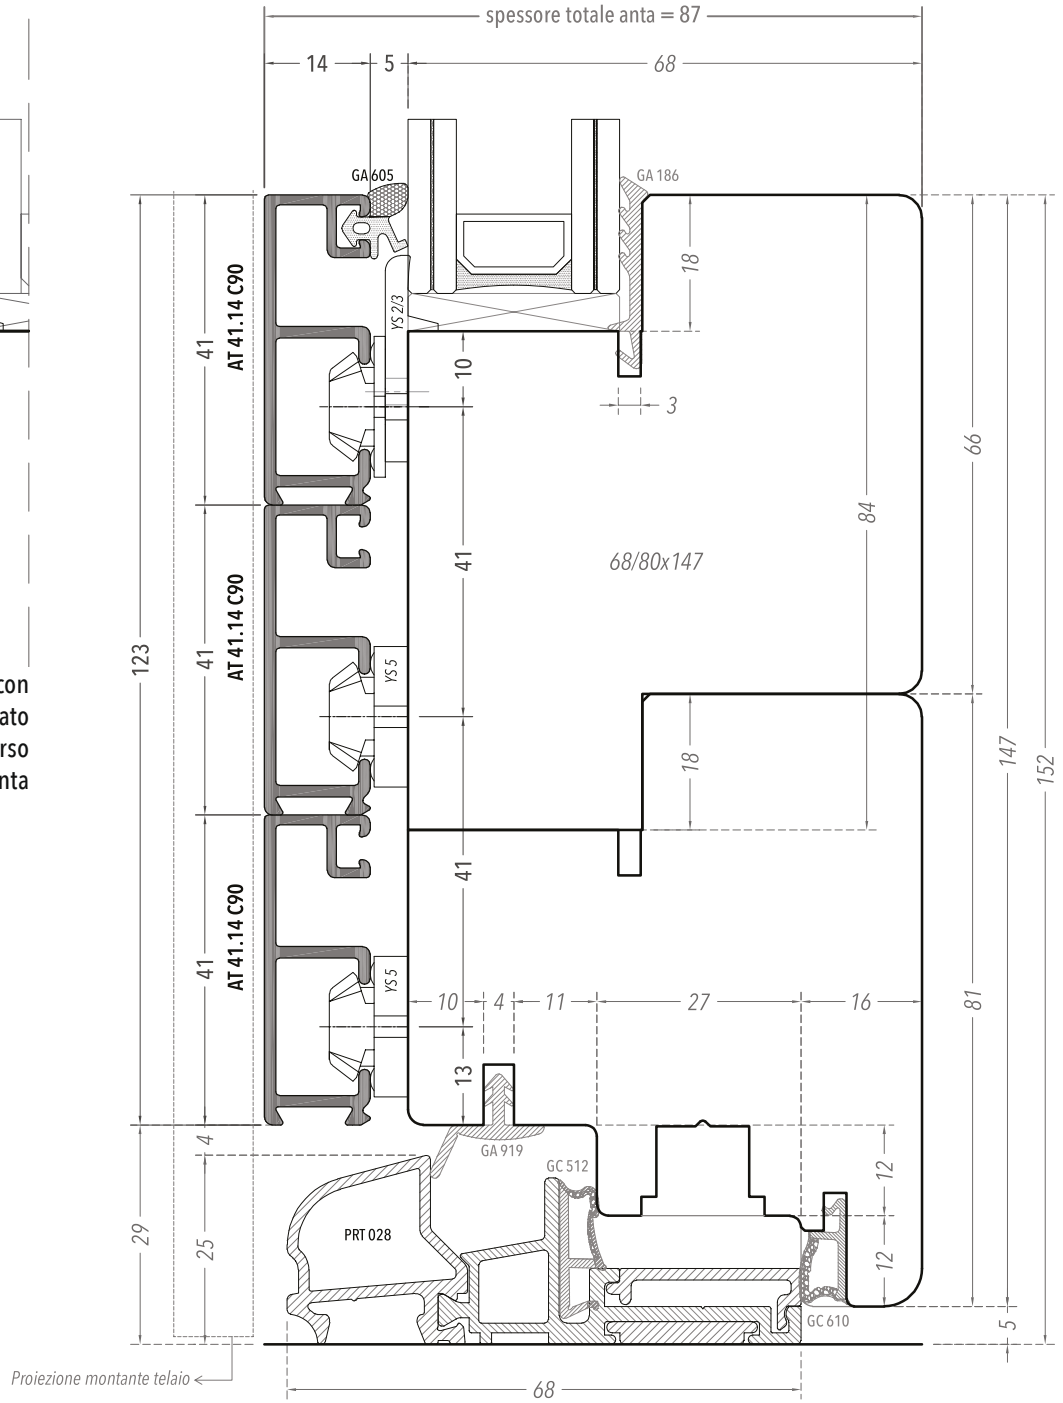 spessore totale anta = 87
14
5
68
GA 605
GA 186
AT 41.14 C90
YS 2/3
18
41
10
3
66
84
41
68/80x147
123
AT 41.14 C90
41
YS 5
con
ato
rso
nta
18
147
152
41
AT 41.14 C90
41
YS 5
10
4
11
27
16
81
13
4
GA 919
GC 512
12
29
25
PRT 028
12
GC 610
5
Proiezione montante telaio
68